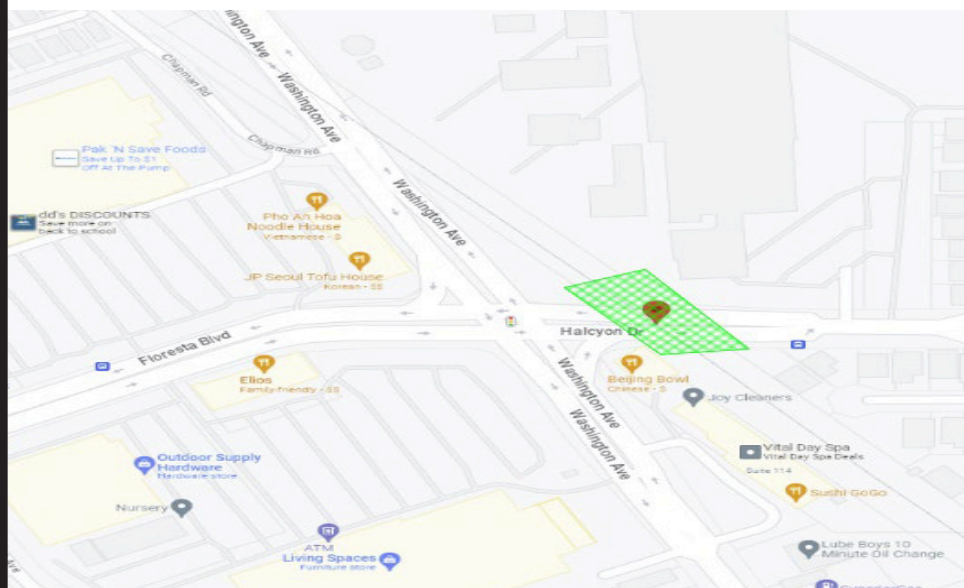 Washington Ave
Washington Ave
Chapman Rd
Chapman Rd
Pak 'N Save Foods
Save Up To $1
Off At The Pump
dd's DISCOUNTS
Save more on
back to school
Pho An Hoa
Noodle House
Vietnamese - $
Washington Ave
JP Seoul Tofu House
Korean - $$
Halcyon Dr
Floresta Blvd
Elios
Family-friendly - $$
Beijing Bowl
Chinese - $
Washington Ave
Joy Cleaners
Washington Ave
Outdoor Supply
Hardware
Hardware store
Vital Day Spa
Vital Day Spa Deals
Suite 114
Sushi GoGo
Nursery
ATM
Living Spaces
Furniture store
Lube Boys 10
Minute Oil Change
Ave